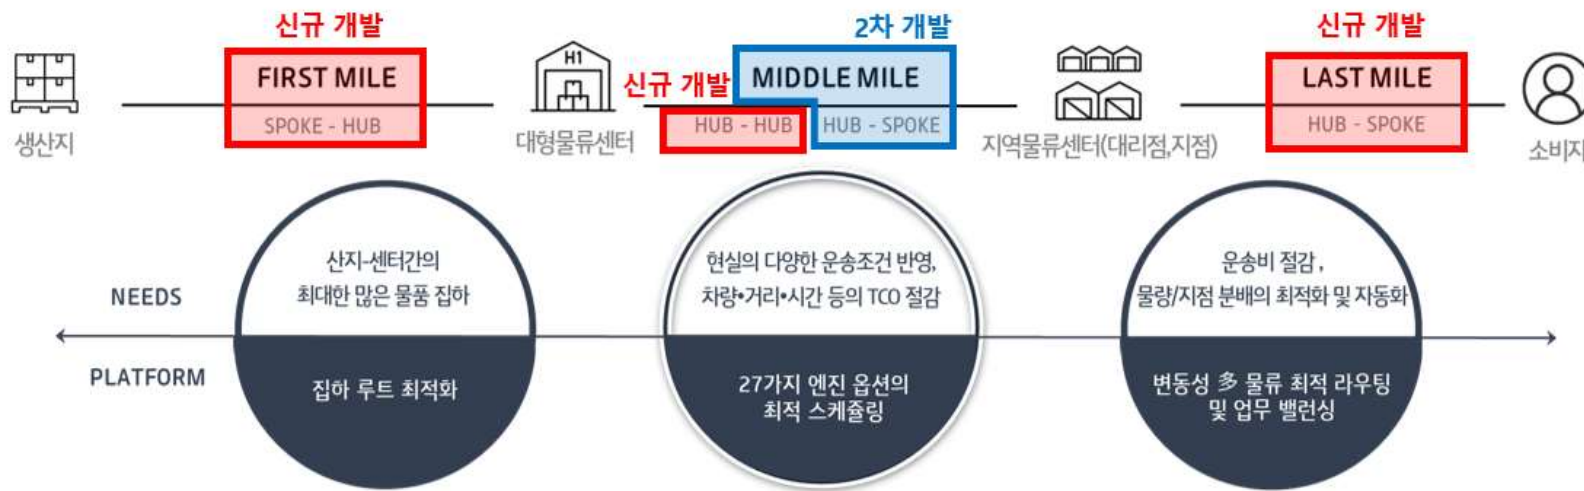 신규 개발
2차 개발
신규 개발
신규 개발
FIRST MILE
H1
MIDDLE MILE
LAST MILE
SPOKE - HUB
HUB - HUB
HUB - SPOKE
HUB - SPOKE
생산지
대형물류센터
지역물류센터(대리점,지점)
소비자
NEEDS
산지-센터간의
최대한 많은 물품 집하
현실의 다양한 운송조건 반영,
차량•거리•시간 등의 TCO 절감
운송비 절감 ,
물량/지점 분배의 최적화 및 자동화
PLATFORM
집하 루트 최적화
27가지 엔진 옵션의
최적 스케쥴링
변동성 多 물류 최적 라우팅
및 업무 밸런싱